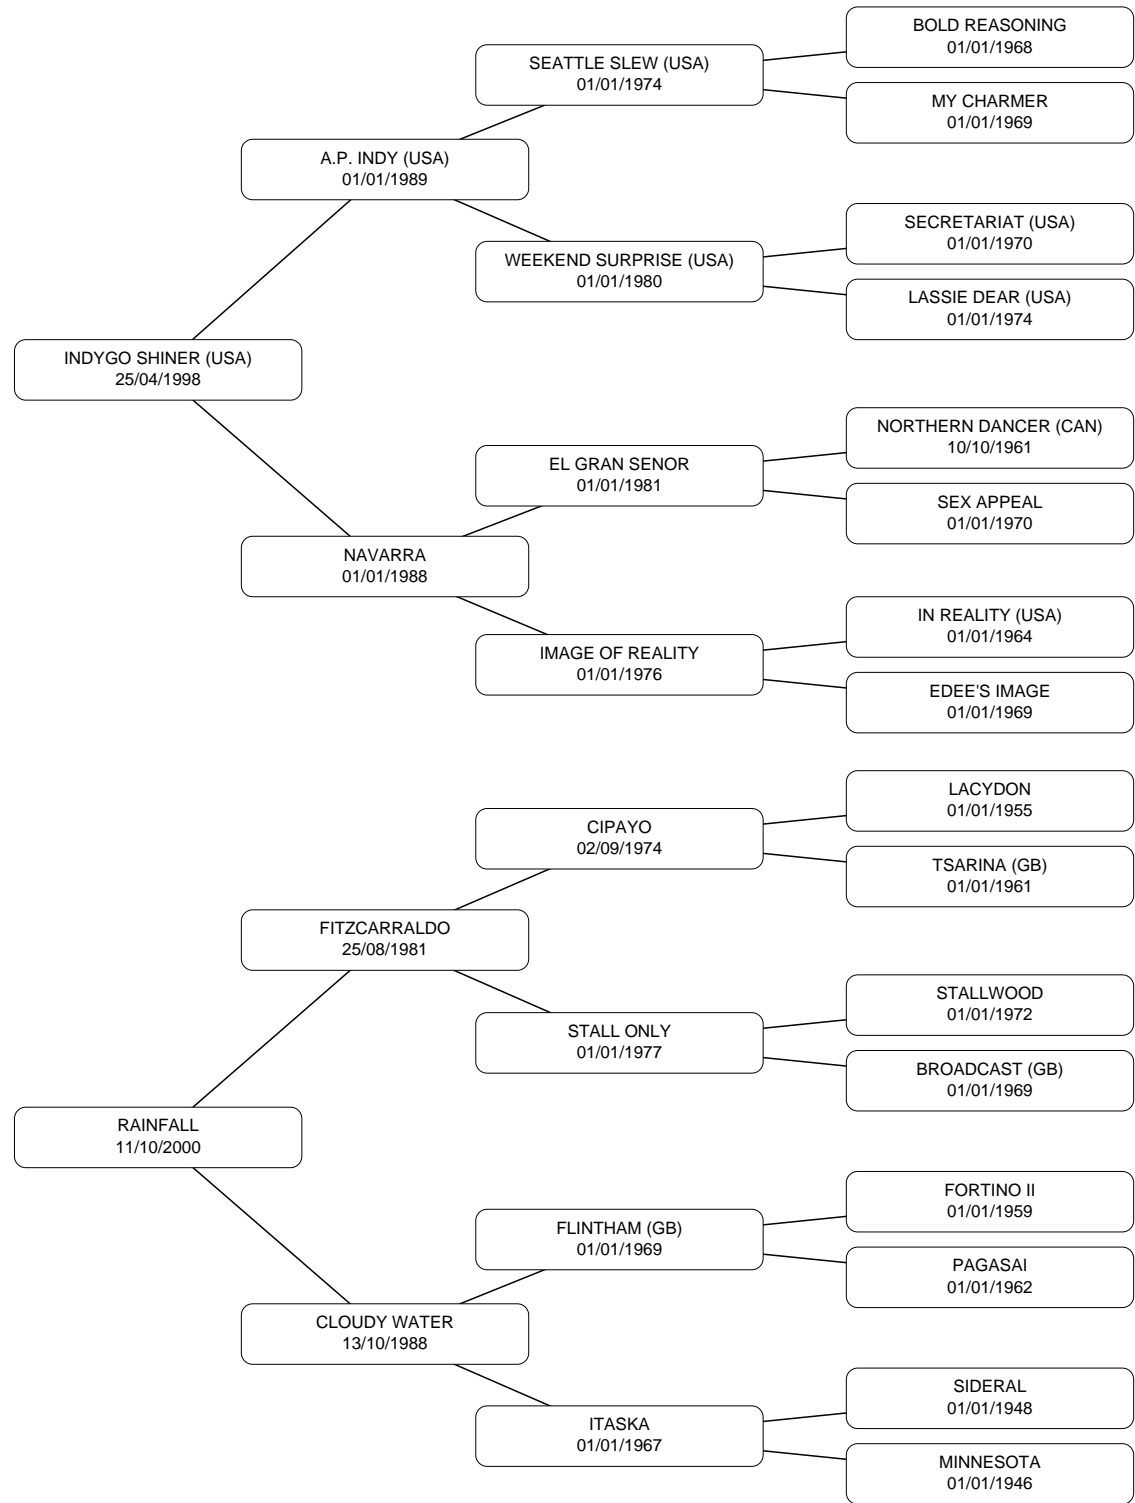 BOLD REASONING
01/01/1968
SEATTLE SLEW (USA)
01/01/1974
MY CHARMER
01/01/1969
A.P. INDY (USA)
01/01/1989
SECRETARIAT (USA)
01/01/1970
WEEKEND SURPRISE (USA)
01/01/1980
LASSIE DEAR (USA)
01/01/1974
INDYGO SHINER (USA)
25/04/1998
NORTHERN DANCER (CAN)
10/10/1961
EL GRAN SENOR
01/01/1981
SEX APPEAL
01/01/1970
NAVARRA
01/01/1988
IN REALITY (USA)
01/01/1964
IMAGE OF REALITY
01/01/1976
EDEE'S IMAGE
01/01/1969
LACYDON
01/01/1955
CIPAYO
02/09/1974
TSARINA (GB)
01/01/1961
FITZCARRALDO
25/08/1981
STALLWOOD
01/01/1972
STALL ONLY
01/01/1977
BROADCAST (GB)
01/01/1969
RAINFALL
11/10/2000
FORTINO II
01/01/1959
FLINTHAM (GB)
01/01/1969
PAGASAI
01/01/1962
CLOUDY WATER
13/10/1988
SIDERAL
01/01/1948
ITASKA
01/01/1967
MINNESOTA
01/01/1946